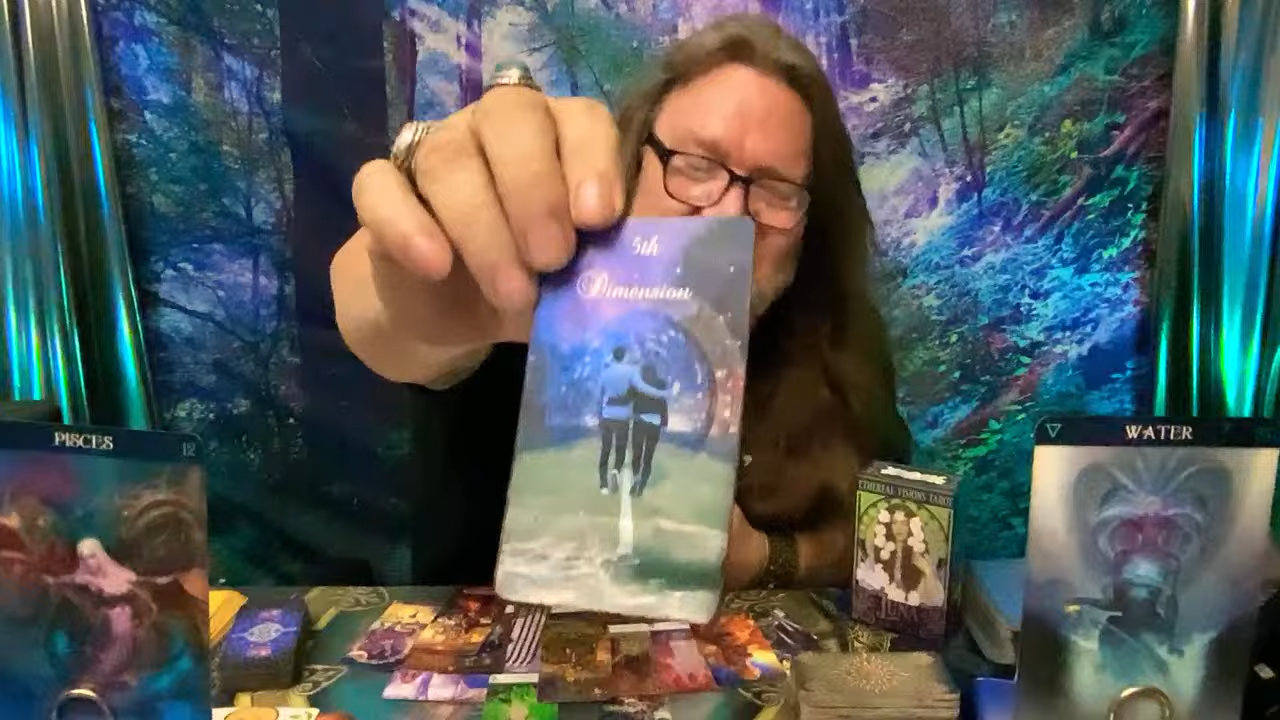 5th
Dimension
PISCES 12
WATER
ETHEREAL VISIONS TAROT